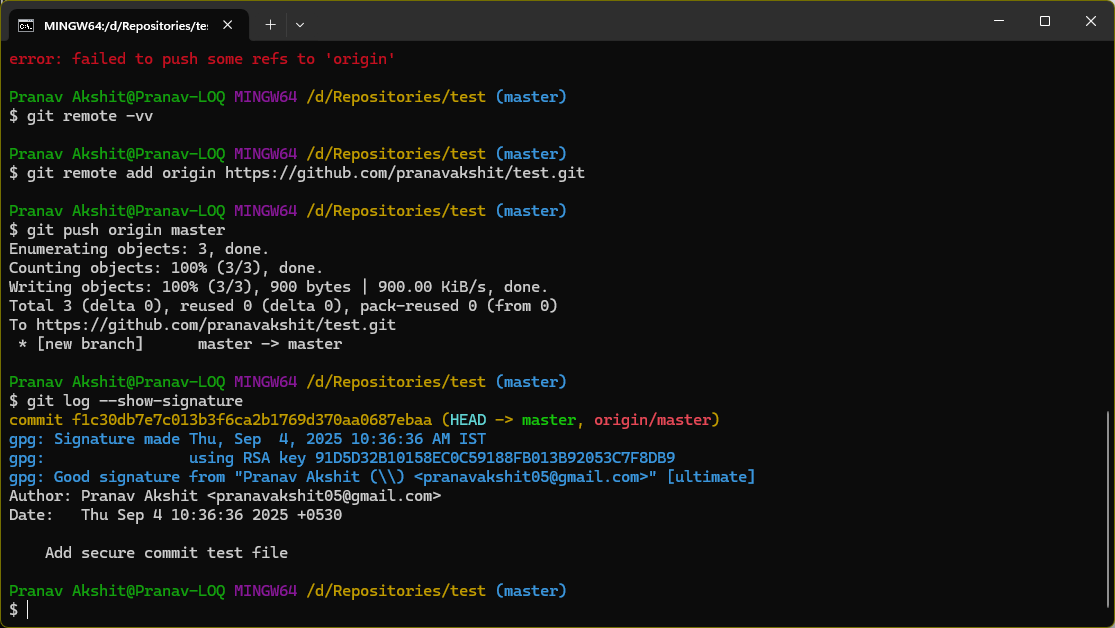 MINGW64:/d/Repositories/te
error: failed to push some refs to 'origin'
Pranav Akshit@Pranav-LOQ MINGW64 /d/Repositories/test (master)
$ git remote -vv
Pranav Akshit@Pranav-LOQ MINGW64 /d/Repositories/test (master)
$ git remote add origin https://github.com/pranavakshit/test.git
Pranav Akshit@Pranav-LOQ MINGW64 /d/Repositories/test (master)
$ git push origin master
Enumerating objects: 3, done.
Counting objects: 100% (3/3), done.
Writing objects: 100% (3/3), 900 bytes | 900.00 KiB/s, done.
Total 3 (delta 0), reused 0 (delta 0), pack-reused 0 (from 0)
To https://github.com/pranavakshit/test.git
 * [new branch]      master -> master
Pranav Akshit@Pranav-LOQ MINGW64 /d/Repositories/test (master)
$ git log --show-signature
commit f1c30db7e7c013b3f6ca2b1769d370aa0687ebaa (HEAD -> master, origin/master)
gpg: Signature made Thu, Sep  4, 2025 10:36:36 AM IST
gpg:                using RSA key 91D5D32B10158EC0C59188FB013B92053C7F8DB9
gpg: Good signature from "Pranav Akshit (\\) <pranavakshit05@gmail.com>" [ultimate]
Author: Pranav Akshit <pranavakshit05@gmail.com>
Date:   Thu Sep 4 10:36:36 2025 +0530
    Add secure commit test file
Pranav Akshit@Pranav-LOQ MINGW64 /d/Repositories/test (master)
$